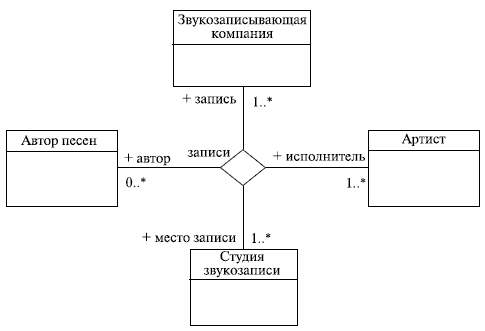 Звукозаписывающая
компания
+ запись
1..*
Автор песен
+ автор
записи
+ исполнитель
Артист
0..*
1..*
+ место записи
1..*
Студия
звукозаписи